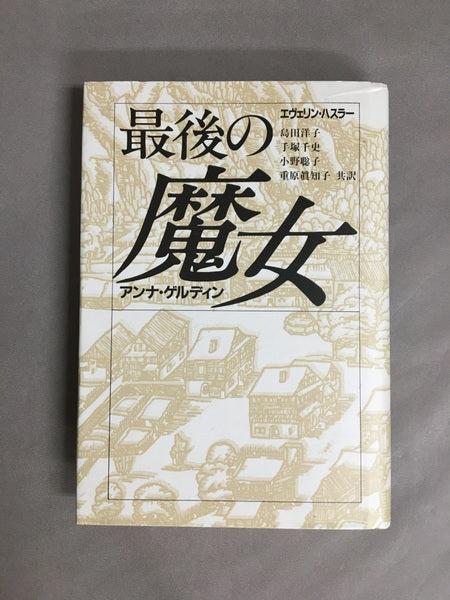 最後の
魔女
アンナ・ゲルディン
エヴェリン・ハスラー
島田洋子
手塚千史
小野聡子
重原眞知子 共訳